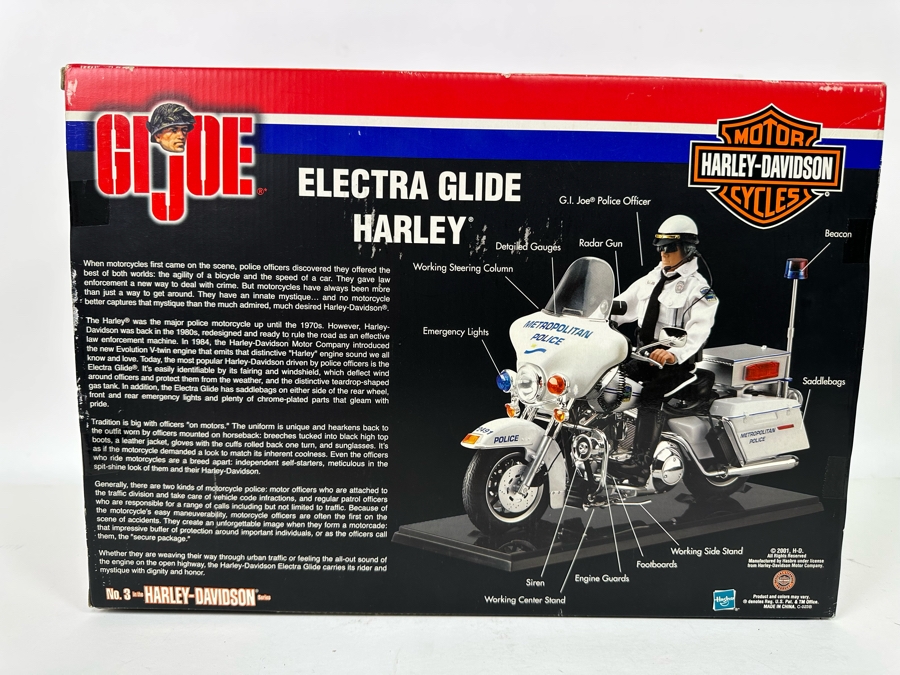 GI JOE®
ELECTRA GLIDE
HARLEY®
MOTOR
HARLEY-DAVIDSON
CYCLES
G.I. Joe® Police Officer
Beacon
Detailed Gauges
Radar Gun
Working Steering Column
Emergency Lights
Saddlebags
METROPOLITAN
POLICE
POLICE
METROPOLITAN
POLICE
When motorcycles first came on the scene, police officers discovered they offered the
best of both worlds: the agility of a bicycle and the speed of a car. They gave law
enforcement a new way to deal with crime. But motorcycles have always been more
than just a way to get around. They have an innate mystique... and no motorcycle
better captures that mystique than the much admired, much desired Harley-Davidson®.
The Harley® was the major police motorcycle up until the 1970s. However, Harley-
Davidson was back in the 1980s, redesigned and ready to rule the road as an effective
law enforcement machine. In 1984, the Harley-Davidson Motor Company introduced
the new Evolution V-twin engine that emits that distinctive "Harley" engine sound we all
know and love. Today, the most popular Harley-Davidson driven by police officers is the
Electra Glide®. It's easily identifiable by its fairing and windshield, which deflect wind
around officers and protect them from the weather, and the distinctive teardrop-shaped
gas tank. In addition, the Electra Glide has saddlebags on either side of the rear wheel,
front and rear emergency lights and plenty of chrome-plated parts that gleam with
pride.
Tradition is big with officers "on motors." The uniform is unique and hearkens back to
the outfit worn by officers mounted on horseback: breeches tucked into black high top
boots, a leather jacket, gloves with the cuffs rolled back one turn, and sunglasses. It's
as if the motorcycle demanded a look to match its inherent coolness. Even the officers
who ride motorcycles are a breed apart: independent self-starters, meticulous in the
spit-shine look of them and their Harley-Davidson.
Generally, there are two kinds of motorcycle police: motor officers who are attached to
the traffic division and take care of vehicle code infractions, and regular patrol officers
who are responsible for a range of calls including but not limited to traffic. Because of
the motorcycle's easy maneuverability, motorcycle officers are often the first on the
scene of accidents. They create an unforgettable image when they form a motorcade:
that impressive buffer of protection around important individuals, or as the officers call
them, the "secure package."
Whether they are weaving their way through urban traffic or feeling the all-out sound of
the engine on the open highway, the Harley-Davidson Electra Glide carries its rider and
mystique with dignity and honor.
No. 3 in the HARLEY-DAVIDSON Series
Working Side Stand
Footboards
Engine Guards
Siren
Working Center Stand
© 2001, H-D.
All Rights Reserved
Manufactured by Hasbro under license
from Harley-Davidson Motor Company.
Hasbro
Product and colors may vary.
® denotes Reg. U.S. Pat. & TM Office.
MADE IN CHINA.